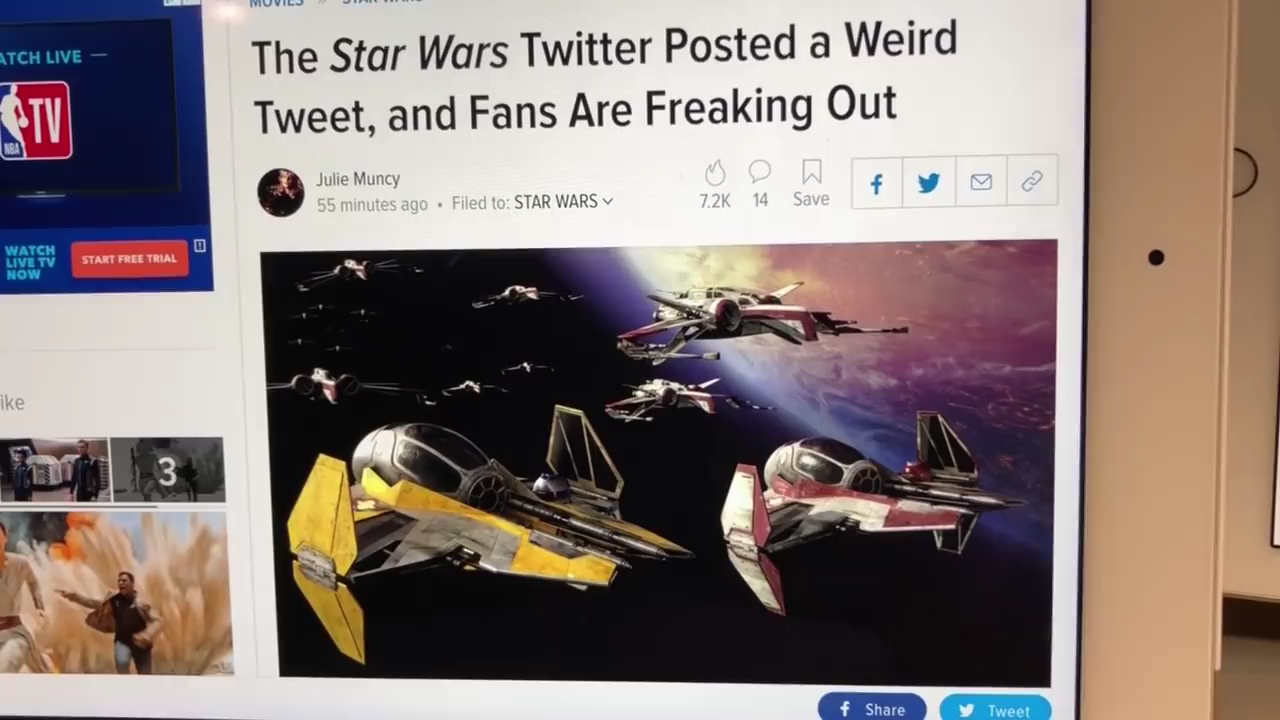 MOVIES » STAR WARS
The Star Wars Twitter Posted a Weird
Tweet, and Fans Are Freaking Out
Julie Muncy
55 minutes ago • Filed to: STAR WARS
7.2K
14
Save
ATCH LIVE
NBA
TV
WATCH
LIVE TV
NOW
START FREE TRIAL
ike
3
Share
Tweet